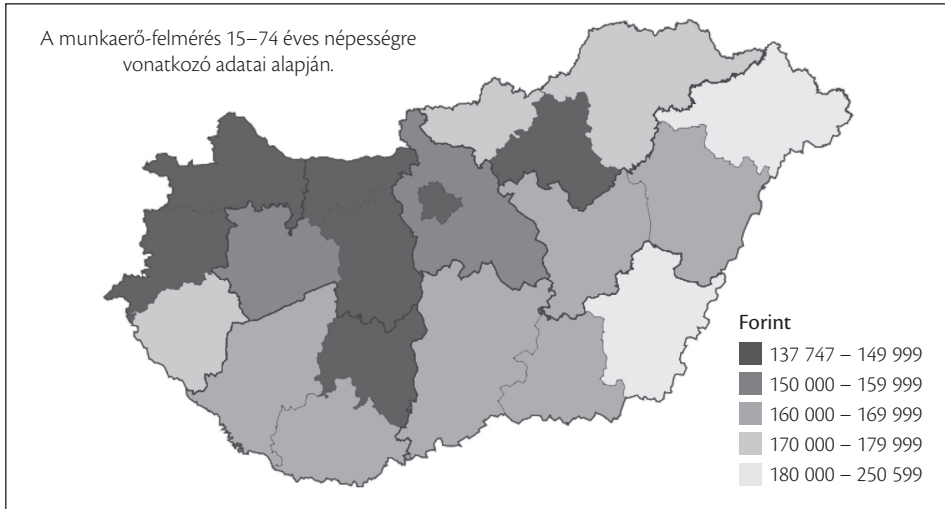 A munkaerő-felmérés 15–74 éves népességre
vonatkozó adatai alapján.
Forint
137 747 – 149 999
150 000 – 159 999
160 000 – 169 999
170 000 – 179 999
180 000 – 250 599